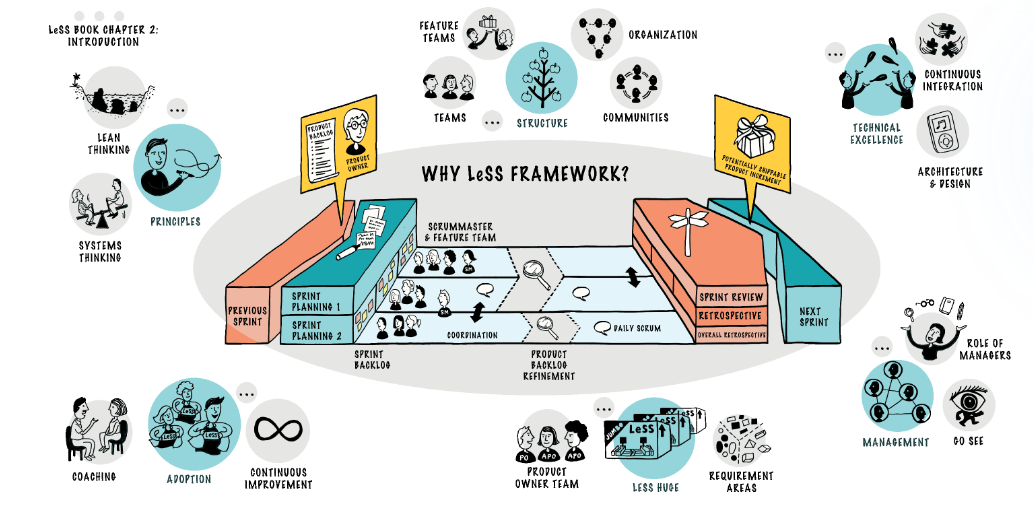 LeSS BOOK CHAPTER 2:
INTRODUCTION
FEATURE
TEAMS
ORGANIZATION
TEAMS
STRUCTURE
COMMUNITIES
CONTINUOUS
INTEGRATION
TECHNICAL
EXCELLENCE
ARCHITECTURE
& DESIGN
LEAN
THINKING
PRINCIPLES
SYSTEMS
THINKING
PRODUCT
BACKLOG
PRODUCT
OWNER
WHY LeSS FRAMEWORK?
POTENTIALLY SHIPPABLE
PRODUCT INCREMENT
SCRUMMASTER
& FEATURE TEAM
SM
SM
PREVIOUS
SPRINT
SPRINT
PLANNING 1
SPRINT
PLANNING 2
COORDINATION
DAILY SCRUM
SPRINT REVIEW
RETROSPECTIVE
OVERALL RETROSPECTIVE
NEXT
SPRINT
SPRINT
BACKLOG
PRODUCT
BACKLOG
REFINEMENT
ROLE OF
MANAGERS
MANAGEMENT
GO SEE
COACHING
LeSS
LeSS
LeSS
ADOPTION
CONTINUOUS
IMPROVEMENT
PO
APO
APO
PRODUCT
OWNER TEAM
JUMBO
LeSS
LeSS
LESS HUGE
REQUIREMENT
AREAS